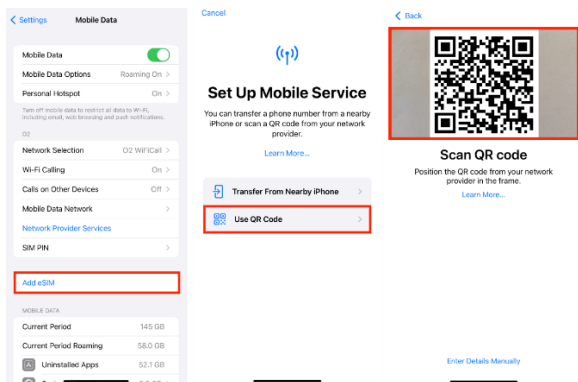 Settings
Mobile Data
Mobile Data
Mobile Data Options
Roaming On
Personal Hotspot
On
Turn off mobile data to restrict all data to Wi-Fi,
including email, web browsing and push notifications.
O2
Network Selection
O2 WiFiCall
Wi-Fi Calling
On
Calls on Other Devices
Off
Mobile Data Network
Network Provider Services
SIM PIN
Add eSIM
MOBILE DATA
Current Period
145 GB
Current Period Roaming
58.0 GB
Uninstalled Apps
52.1 GB
Cancel
Set Up Mobile Service
You can transfer a phone number from a nearby
iPhone or scan a QR code from your network
provider.
Learn More...
Transfer From Nearby iPhone
Use QR Code
Back
Scan QR code
Position the QR code from your network
provider in the frame.
Learn More...
Enter Details Manually